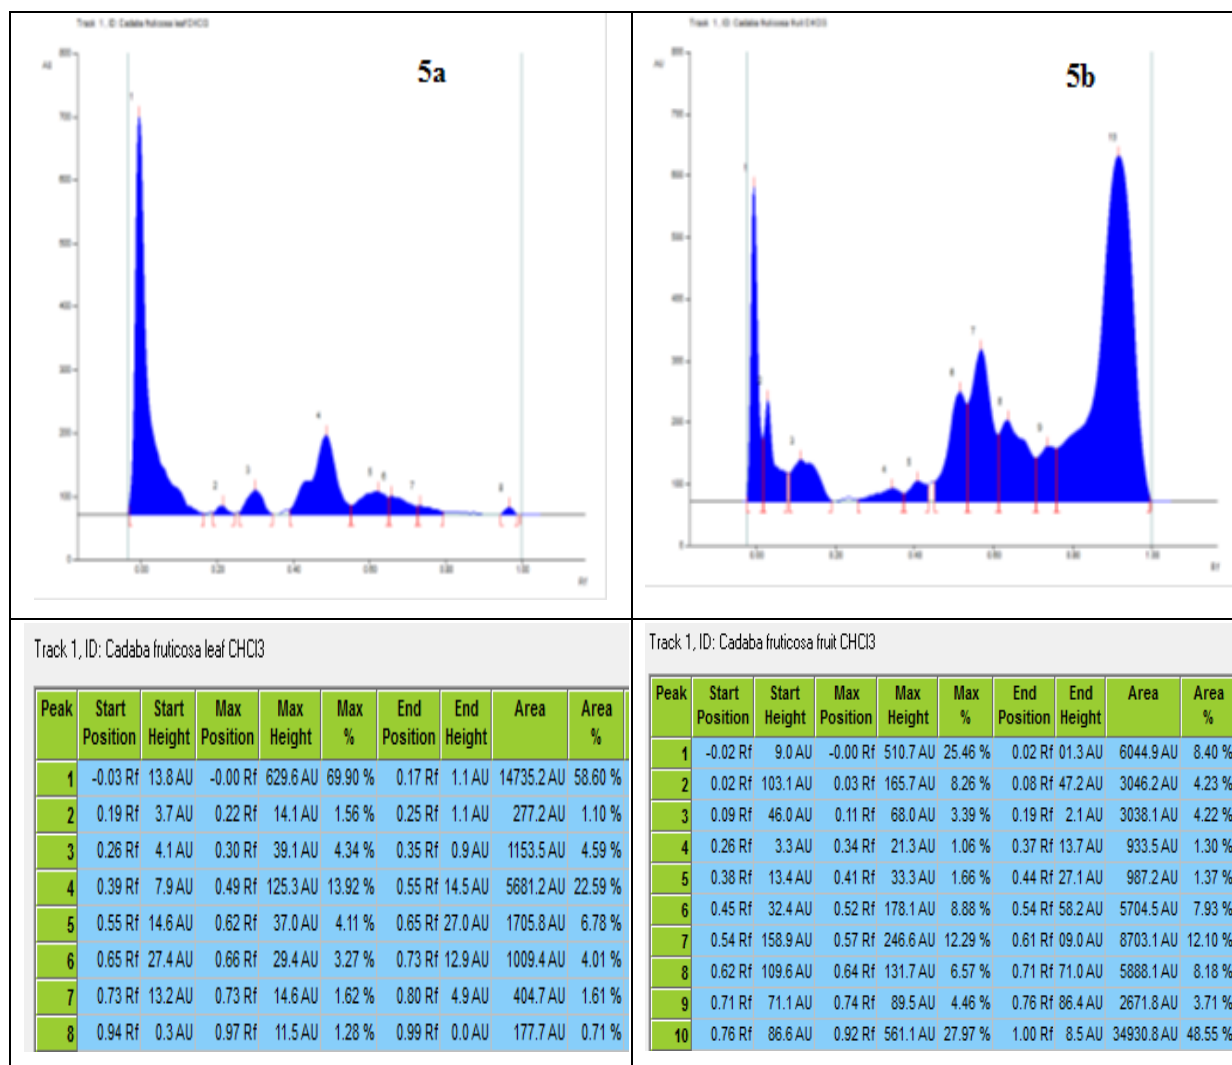 Track 1, ID: Cadaba fruticosa leaf CHCl3
5a
Track 1, ID: Cadaba fruticosa fruit CHCl3
5b
Track 1, ID: Cadaba fruticosa leaf CHCl3
Peak Start Position Start Height Max Position Max Height Max % End Position End Height Area Area %
1 -0.03 Rf 13.8 AU -0.00 Rf 629.6 AU 69.90 % 0.17 Rf 1.1 AU 14735.2 AU 58.60 %
2 0.19 Rf 3.7 AU 0.22 Rf 14.1 AU 1.56 % 0.25 Rf 1.1 AU 277.2 AU 1.10 %
3 0.26 Rf 4.1 AU 0.30 Rf 39.1 AU 4.34 % 0.35 Rf 0.9 AU 1153.5 AU 4.59 %
4 0.39 Rf 7.9 AU 0.49 Rf 125.3 AU 13.92 % 0.55 Rf 14.5 AU 5681.2 AU 22.59 %
5 0.55 Rf 14.6 AU 0.62 Rf 37.0 AU 4.11 % 0.65 Rf 27.0 AU 1705.8 AU 6.78 %
6 0.65 Rf 27.4 AU 0.66 Rf 29.4 AU 3.27 % 0.73 Rf 12.9 AU 1009.4 AU 4.01 %
7 0.73 Rf 13.2 AU 0.73 Rf 14.6 AU 1.62 % 0.80 Rf 4.9 AU 404.7 AU 1.61 %
8 0.94 Rf 0.3 AU 0.97 Rf 11.5 AU 1.28 % 0.99 Rf 0.0 AU 177.7 AU 0.71 %
Track 1, ID: Cadaba fruticosa fruit CHCl3
Peak Start Position Start Height Max Position Max Height Max % End Position End Height Area Area %
1 -0.02 Rf 9.0 AU -0.00 Rf 510.7 AU 25.46 % 0.02 Rf 01.3 AU 6044.9 AU 8.40 %
2 0.02 Rf 103.1 AU 0.03 Rf 165.7 AU 8.26 % 0.08 Rf 47.2 AU 3046.2 AU 4.23 %
3 0.09 Rf 46.0 AU 0.11 Rf 68.0 AU 3.39 % 0.19 Rf 2.1 AU 3038.1 AU 4.22 %
4 0.26 Rf 3.3 AU 0.34 Rf 21.3 AU 1.06 % 0.37 Rf 13.7 AU 933.5 AU 1.30 %
5 0.38 Rf 13.4 AU 0.41 Rf 33.3 AU 1.66 % 0.44 Rf 27.1 AU 987.2 AU 1.37 %
6 0.45 Rf 32.4 AU 0.52 Rf 178.1 AU 8.88 % 0.54 Rf 58.2 AU 5704.5 AU 7.93 %
7 0.54 Rf 158.9 AU 0.57 Rf 246.6 AU 12.29 % 0.61 Rf 09.0 AU 8703.1 AU 12.10 %
8 0.62 Rf 109.6 AU 0.64 Rf 131.7 AU 6.57 % 0.71 Rf 71.0 AU 5888.1 AU 8.18 %
9 0.71 Rf 71.1 AU 0.74 Rf 89.5 AU 4.46 % 0.76 Rf 86.4 AU 2671.8 AU 3.71 %
10 0.76 Rf 86.6 AU 0.92 Rf 561.1 AU 27.97 % 1.00 Rf 8.5 AU 34930.8 AU 48.55 %